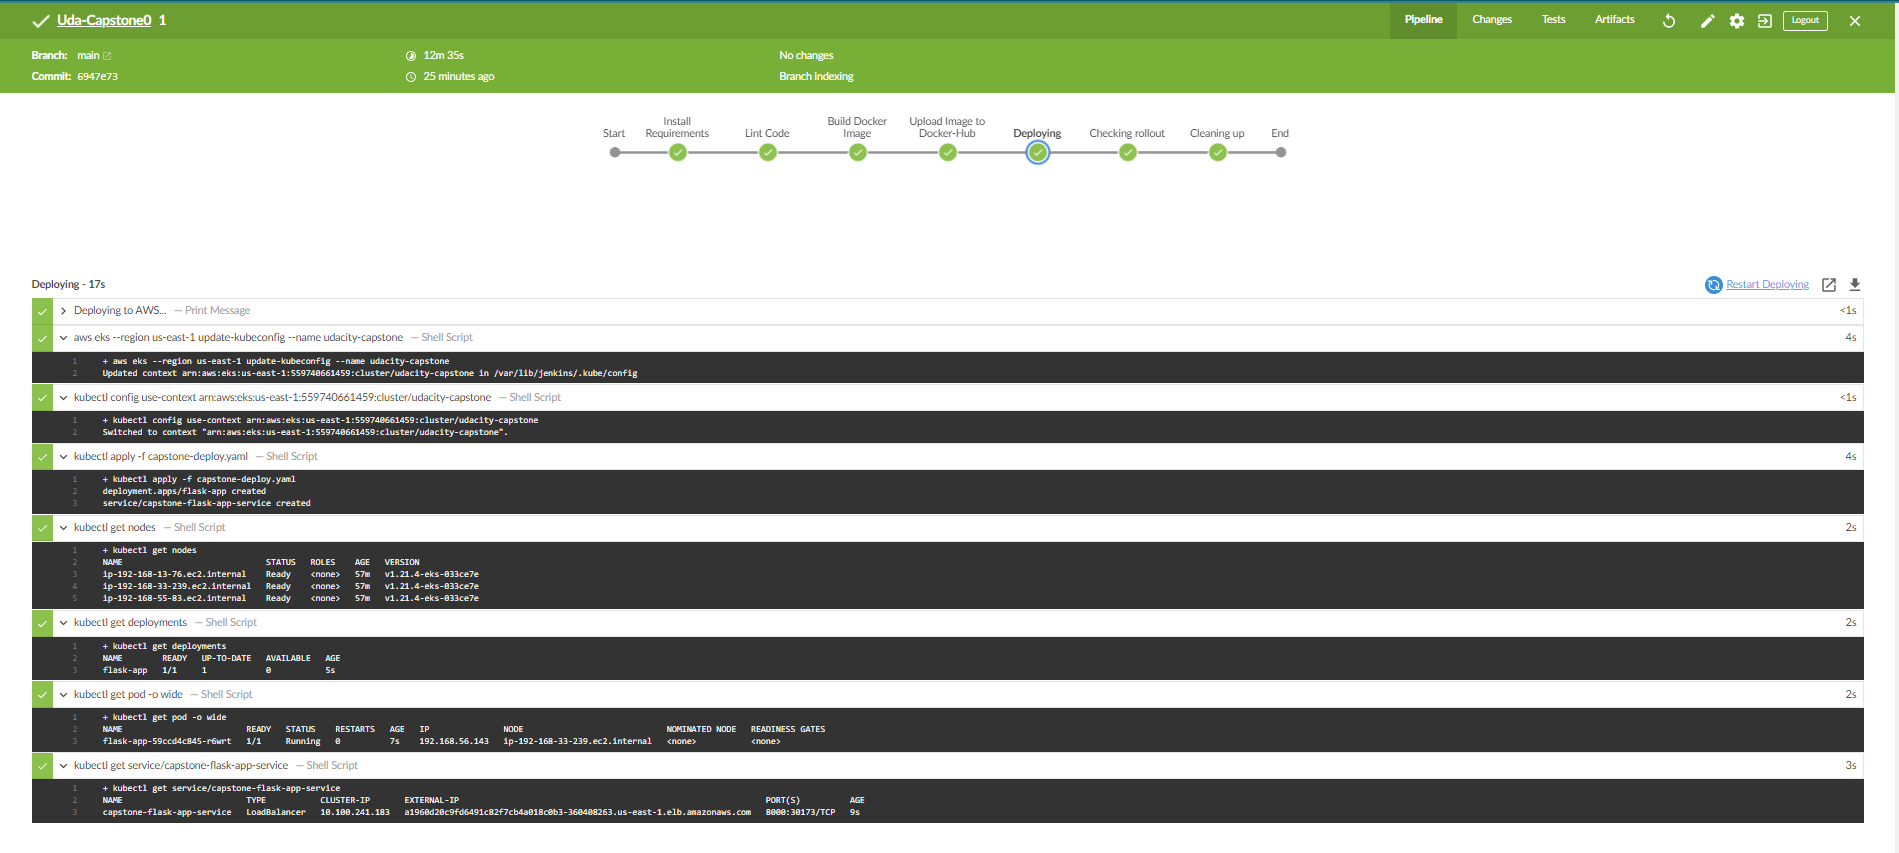 Uda-Capstone0 1
Pipeline Changes Tests Artifacts Logout
Branch: main 12m 35s No changes
Commit: 6947e73 25 minutes ago Branch indexing
Start Install Requirements Lint Code Build Docker Image Upload Image to Docker-Hub Deploying Checking rollout Cleaning up End
Deploying - 17s Restart Deploying
Deploying to AWS... — Print Message <1s
aws eks --region us-east-1 update-kubeconfig --name udacity-capstone — Shell Script 4s
1 + aws eks --region us-east-1 update-kubeconfig --name udacity-capstone
2 Updated context arn:aws:eks:us-east-1:559740661459:cluster/udacity-capstone in /var/lib/jenkins/.kube/config
kubectl config use-context arn:aws:eks:us-east-1:559740661459:cluster/udacity-capstone — Shell Script <1s
1 + kubectl config use-context arn:aws:eks:us-east-1:559740661459:cluster/udacity-capstone
2 Switched to context "arn:aws:eks:us-east-1:559740661459:cluster/udacity-capstone".
kubectl apply -f capstone-deploy.yaml — Shell Script 4s
1 + kubectl apply -f capstone-deploy.yaml
2 deployment.apps/flask-app created
3 service/capstone-flask-app-service created
kubectl get nodes — Shell Script 2s
1 + kubectl get nodes
2 NAME STATUS ROLES AGE VERSION
3 ip-192-168-13-76.ec2.internal Ready <none> 57m v1.21.4-eks-033ce7e
4 ip-192-168-33-239.ec2.internal Ready <none> 57m v1.21.4-eks-033ce7e
5 ip-192-168-55-83.ec2.internal Ready <none> 57m v1.21.4-eks-033ce7e
kubectl get deployments — Shell Script 2s
1 + kubectl get deployments
2 NAME READY UP-TO-DATE AVAILABLE AGE
3 flask-app 1/1 1 0 5s
kubectl get pod -o wide — Shell Script 2s
1 + kubectl get pod -o wide
2 NAME READY STATUS RESTARTS AGE IP NODE NOMINATED NODE READINESS GATES
3 flask-app-59ccd4c845-r6wrt 1/1 Running 0 7s 192.168.56.143 ip-192-168-33-239.ec2.internal <none> <none>
kubectl get service/capstone-flask-app-service — Shell Script 3s
1 + kubectl get service/capstone-flask-app-service
2 NAME TYPE CLUSTER-IP EXTERNAL-IP PORT(S) AGE
3 capstone-flask-app-service LoadBalancer 10.100.241.183 a1960d20c9fd6491c82f7cb4a018c0b3-360408263.us-east-1.elb.amazonaws.com 8000:30173/TCP 9s